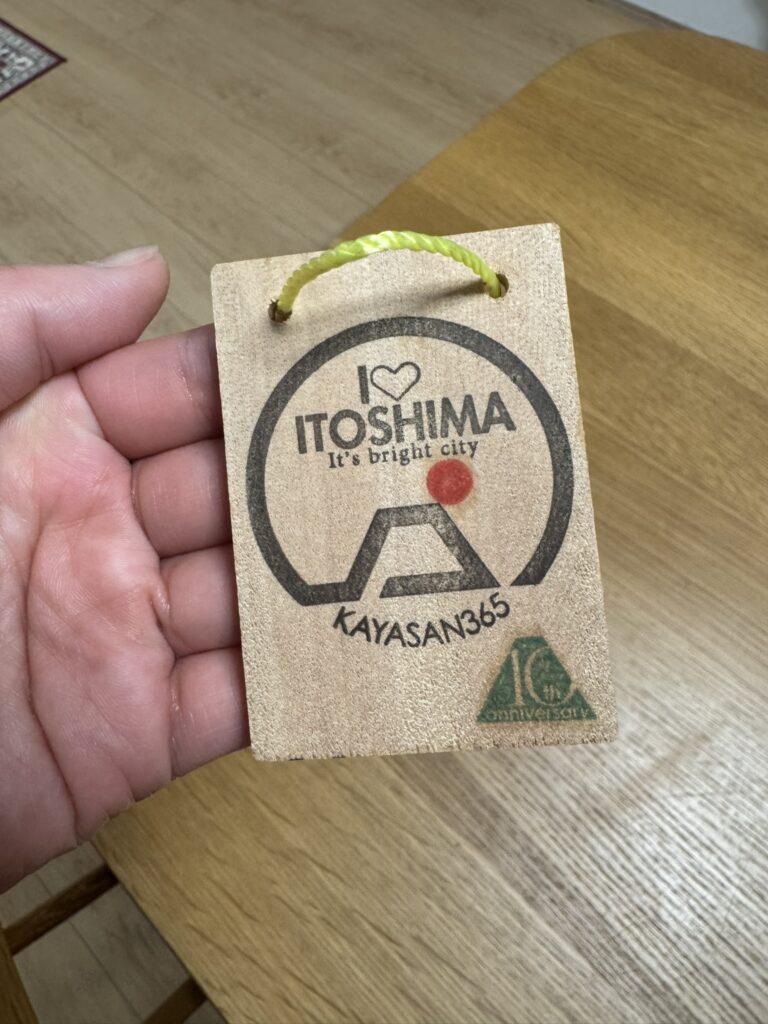 I♡
ITOSHIMA
It's bright city
KAYASAN365
10th
anniversary